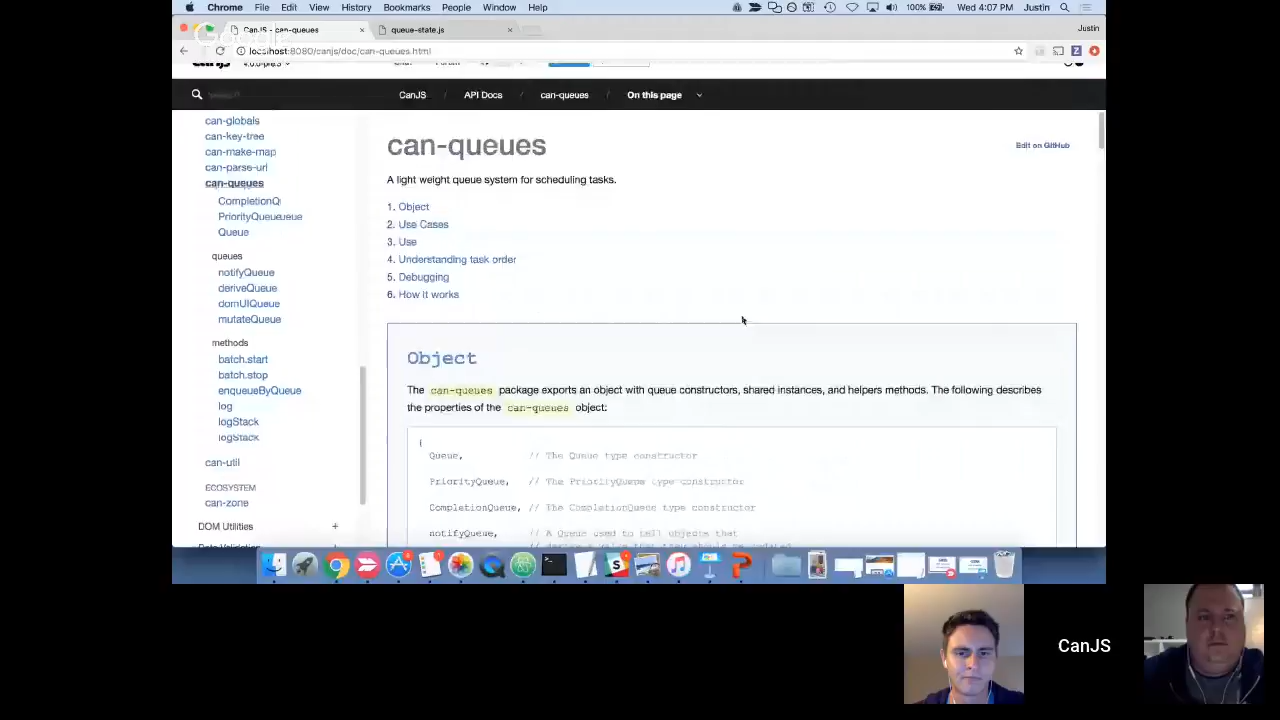 Chrome File Edit View History Bookmarks People Window Help 100% Wed 4:07 PM Justin
CanJS - can-queues queue-state.js Justin
localhost:8080/canjs/doc/can-queues.html
CanJS / API Docs / can-queues / On this page
can-globals
can-key-tree
can-make-map
can-parse-uri
can-queues
Queue
queues
notifyQueue
deriveQueue
domUIQueue
mutateQueue
methods
batch.start
batch.stop
enqueueByQueue
log
logStack
logStack
can-util
ECOSYSTEM
can-zone
DOM Utilities +
can-queues
Edit on GitHub
A light weight queue system for scheduling tasks.
1. Object
2. Use Cases
3. Use
4. Understanding task order
5. Debugging
6. How it works
Object
The can-queues package exports an object with queue constructors, shared instances, and helpers methods. The following describes
the properties of the can-queues object:
{
Queue, // The Queue type constructor
PriorityQueue, // The PriorityQueue type constructor
CompletionQueue, // The CompletionQueue type constructor
notifyQueue, // A Queue used to tell objects that
CanJS